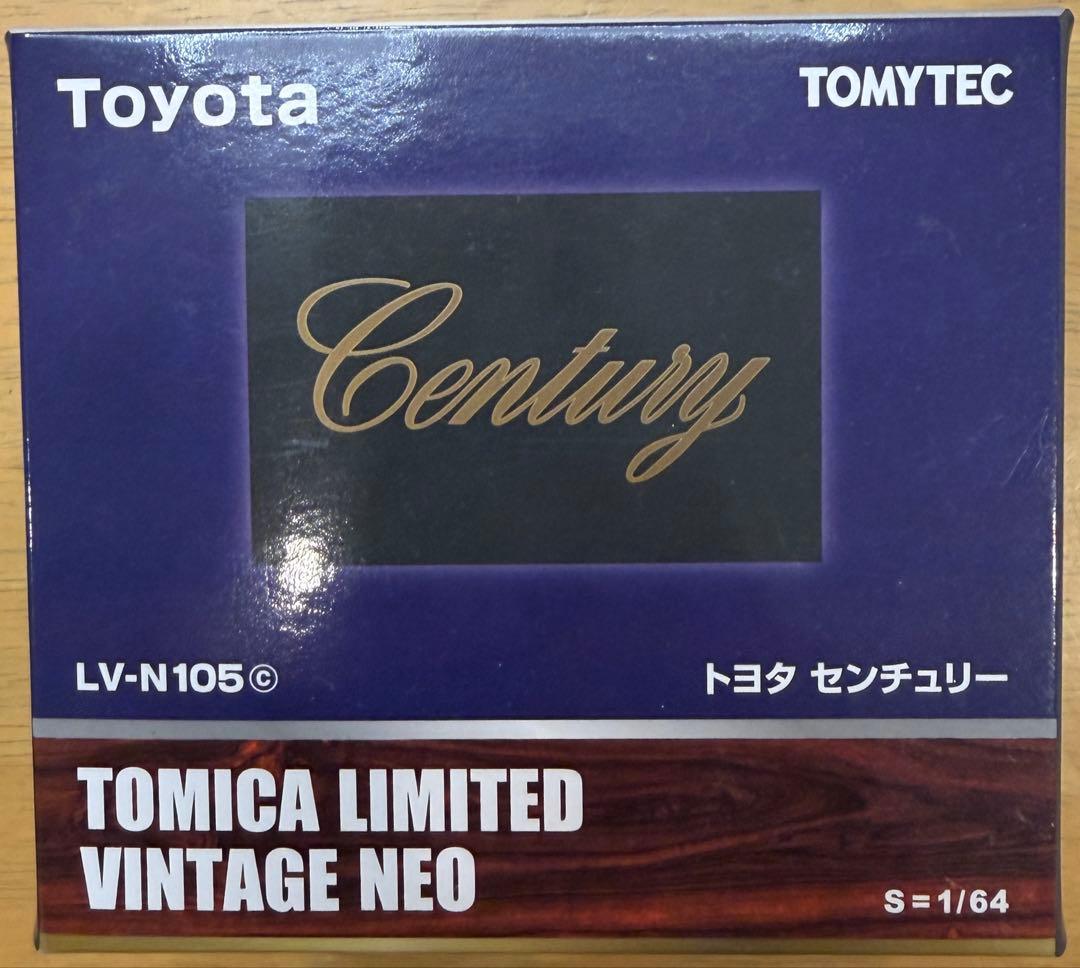 Toyota
TOMYTEC
Century
LV-N105ⓒ
トヨタ センチュリー
TOMICA LIMITED
VINTAGE NEO
S=1/64